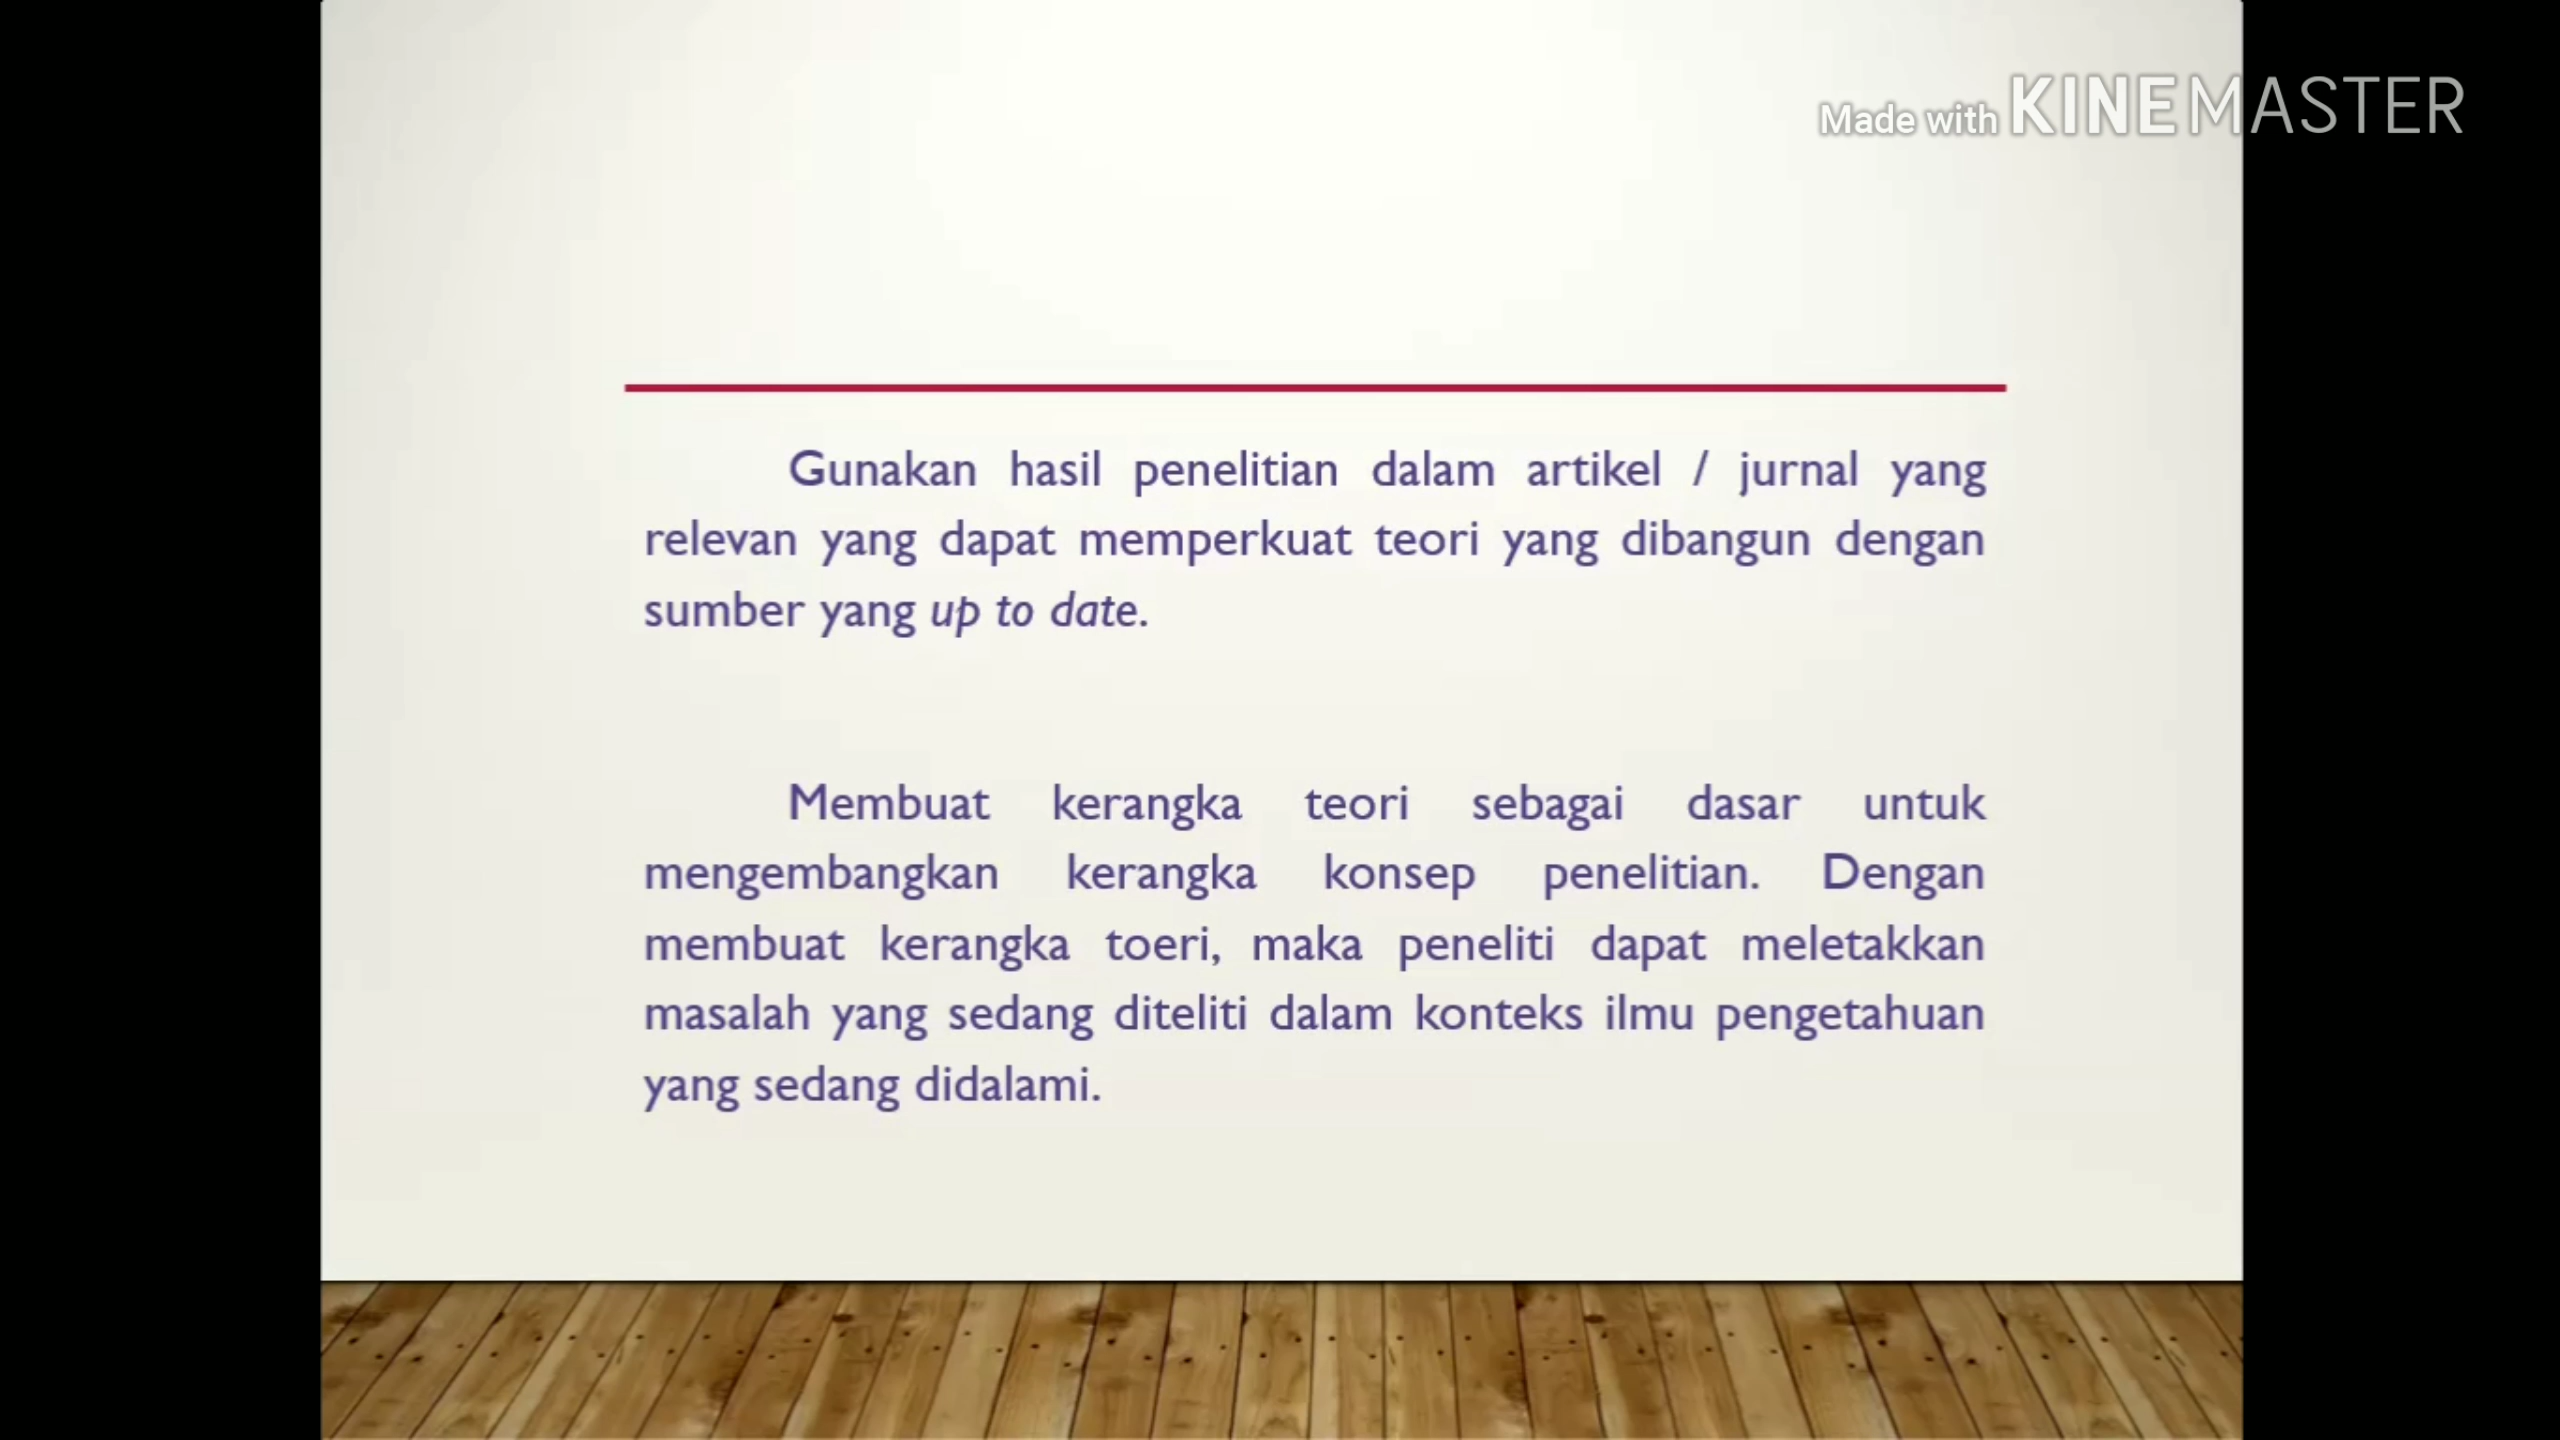 Made with KINEMASTER
Gunakan hasil penelitian dalam artikel / jurnal yang
relevan yang dapat memperkuat teori yang dibangun dengan
sumber yang up to date.
Membuat kerangka teori sebagai dasar untuk
mengembangkan kerangka konsep penelitian. Dengan
membuat kerangka toeri, maka peneliti dapat meletakkan
masalah yang sedang diteliti dalam konteks ilmu pengetahuan
yang sedang didalami.